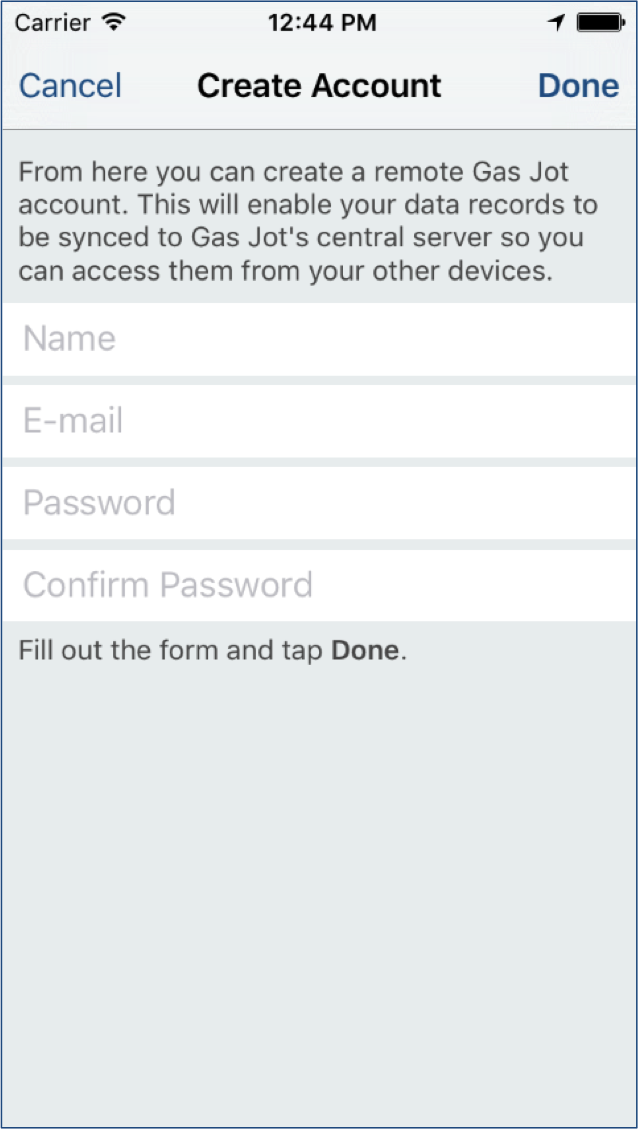 Carrier 12:44 PM
Cancel Create Account Done
From here you can create a remote Gas Jot
account. This will enable your data records to
be synced to Gas Jot's central server so you
can access them from your other devices.
Name
E-mail
Password
Confirm Password
Fill out the form and tap Done.